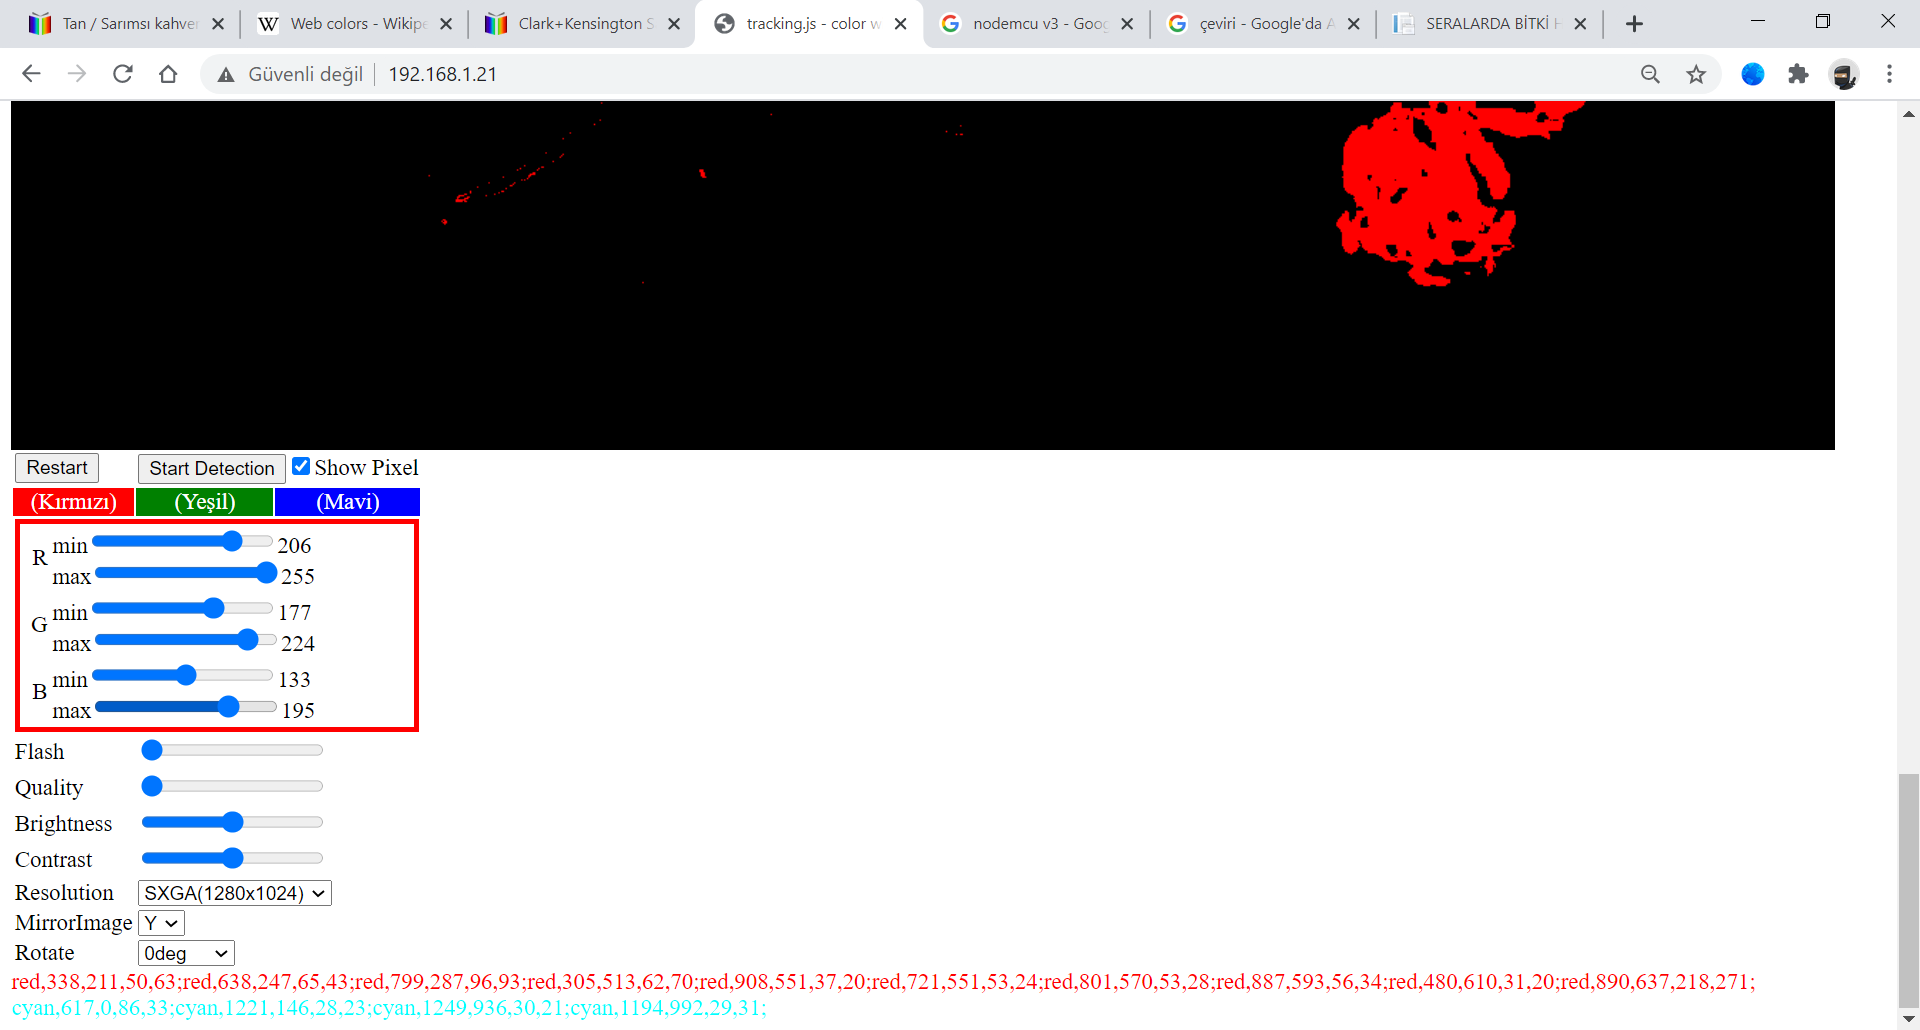 Tan / Sarımsı kahver
Web colors - Wikipe
Clark+Kensington S
tracking.js - color w
nodemcu v3 - Goog
çeviri - Google'da A
SERALARDA BİTKİ H
Güvenli değil 192.168.1.21
Restart Start Detection Show Pixel
(Kırmızı) (Yeşil) (Mavi)
R min 206
max 255
G min 177
max 224
B min 133
max 195
Flash
Quality
Brightness
Contrast
Resolution SXGA(1280x1024)
MirrorImage Y
Rotate 0deg
red,338,211,50,63;red,638,247,65,43;red,799,287,96,93;red,305,513,62,70;red,908,551,37,20;red,721,551,53,24;red,801,570,53,28;red,887,593,56,34;red,480,610,31,20;red,890,637,218,271;
cyan,617,0,86,33;cyan,1221,146,28,23;cyan,1249,936,30,21;cyan,1194,992,29,31;